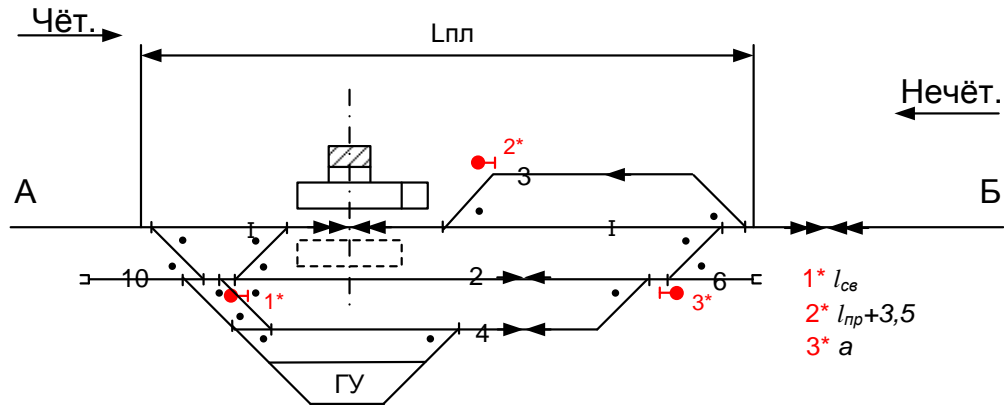 Чёт.
Lпл
Нечёт.
2*
3
А
Б
I
I
10
2
6
1*
3*
4
ГУ
1* lсв
2* lпр+3,5
3* a